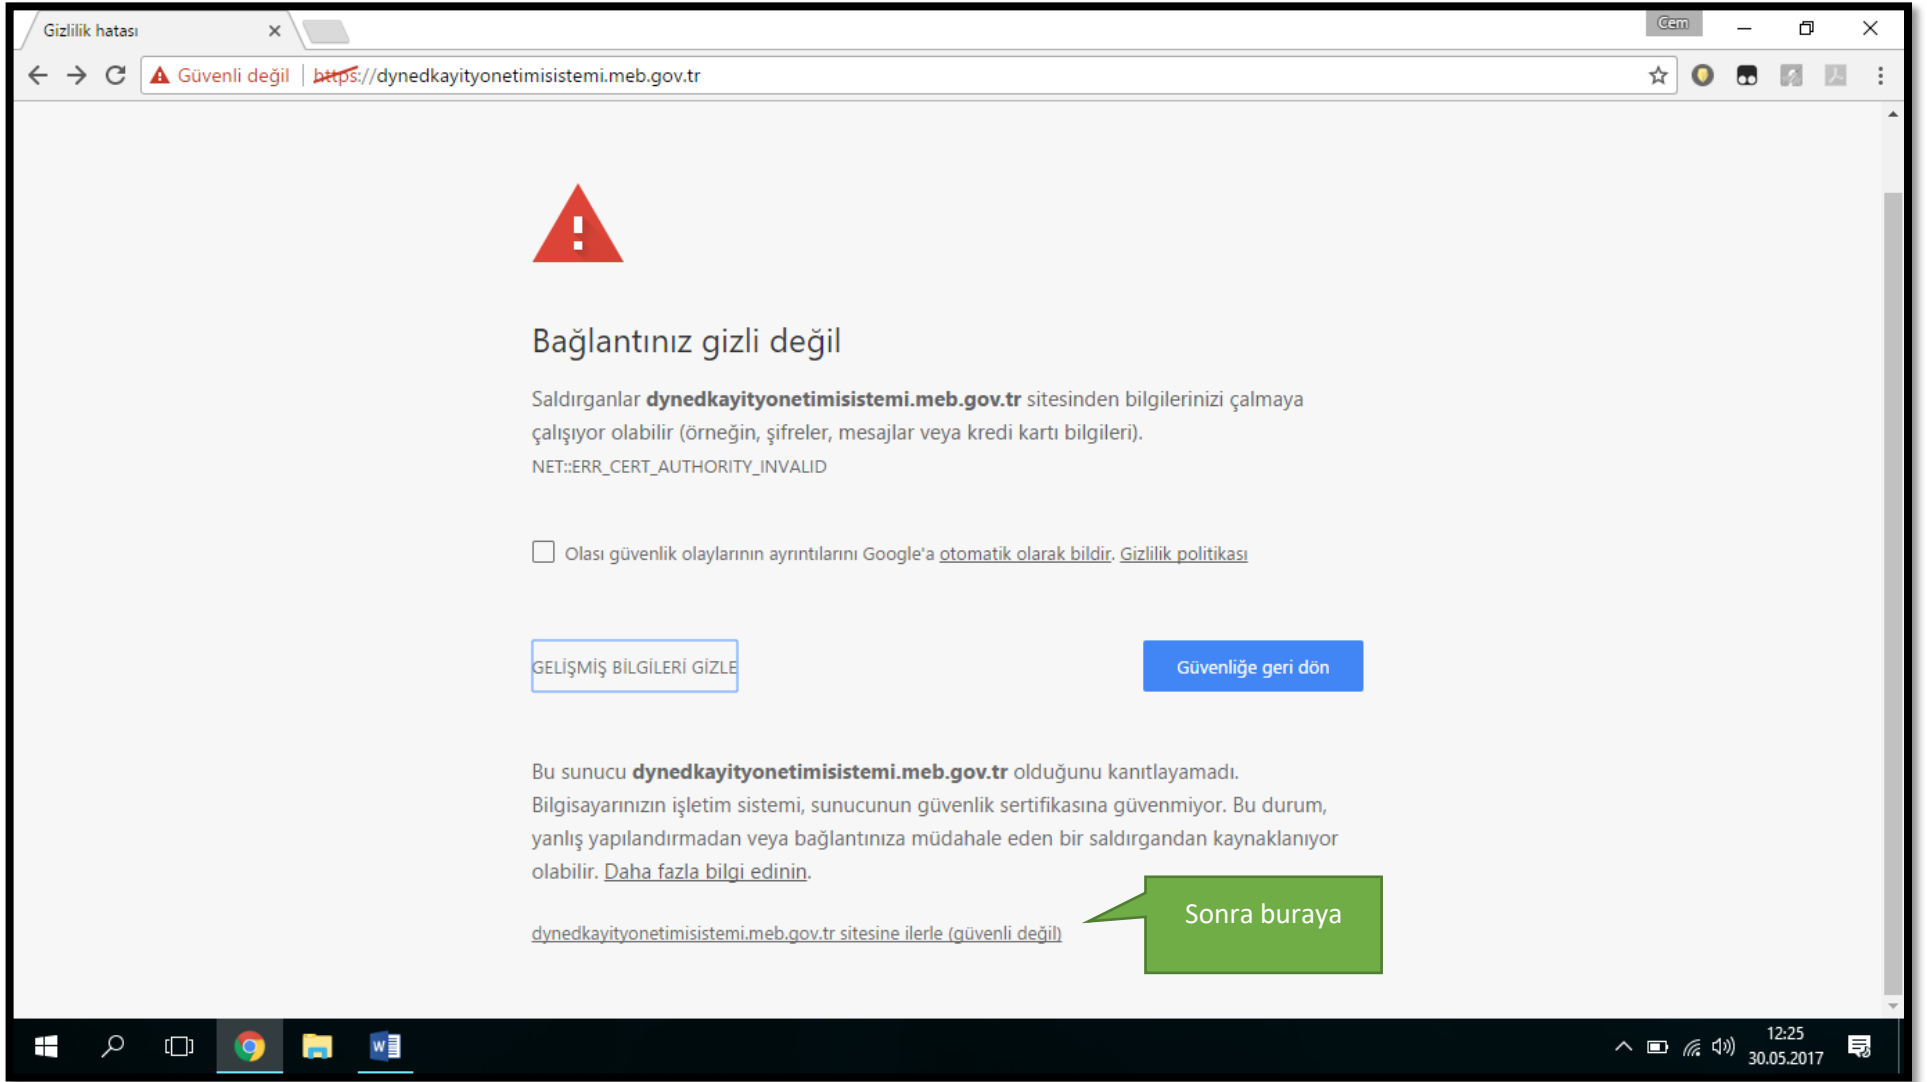 Gizlilik hatası
Cem
Güvenli değil | https://dynedkayityonetimisistemi.meb.gov.tr
Bağlantınız gizli değil
Saldırganlar dynedkayityonetimisistemi.meb.gov.tr sitesinden bilgilerinizi çalmaya
çalışıyor olabilir (örneğin, şifreler, mesajlar veya kredi kartı bilgileri).
NET::ERR_CERT_AUTHORITY_INVALID
Olası güvenlik olaylarının ayrıntılarını Google'a otomatik olarak bildir. Gizlilik politikası
GELİŞMİŞ BİLGİLERİ GİZLE
Güvenliğe geri dön
Bu sunucu dynedkayityonetimisistemi.meb.gov.tr olduğunu kanıtlayamadı.
Bilgisayarınızın işletim sistemi, sunucunun güvenlik sertifikasına güvenmiyor. Bu durum,
yanlış yapılandırmadan veya bağlantınıza müdahale eden bir saldırgandan kaynaklanıyor
olabilir. Daha fazla bilgi edinin.
Sonra buraya
dynedkayityonetimisistemi.meb.gov.tr sitesine ilerle (güvenli değil)
12:25
30.05.2017